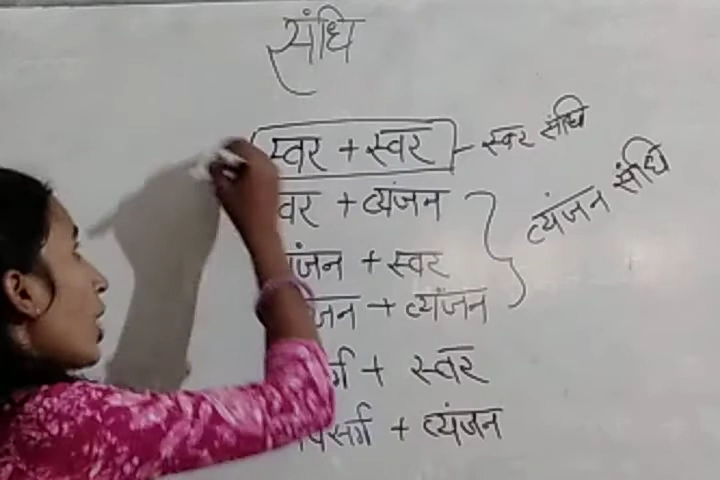 संधि
स्वर + स्वर - स्वर संधि
+ व्यंजन
+ स्वर
+ व्यंजन
व्यंजन संधि
+ स्वर
+ व्यंजन